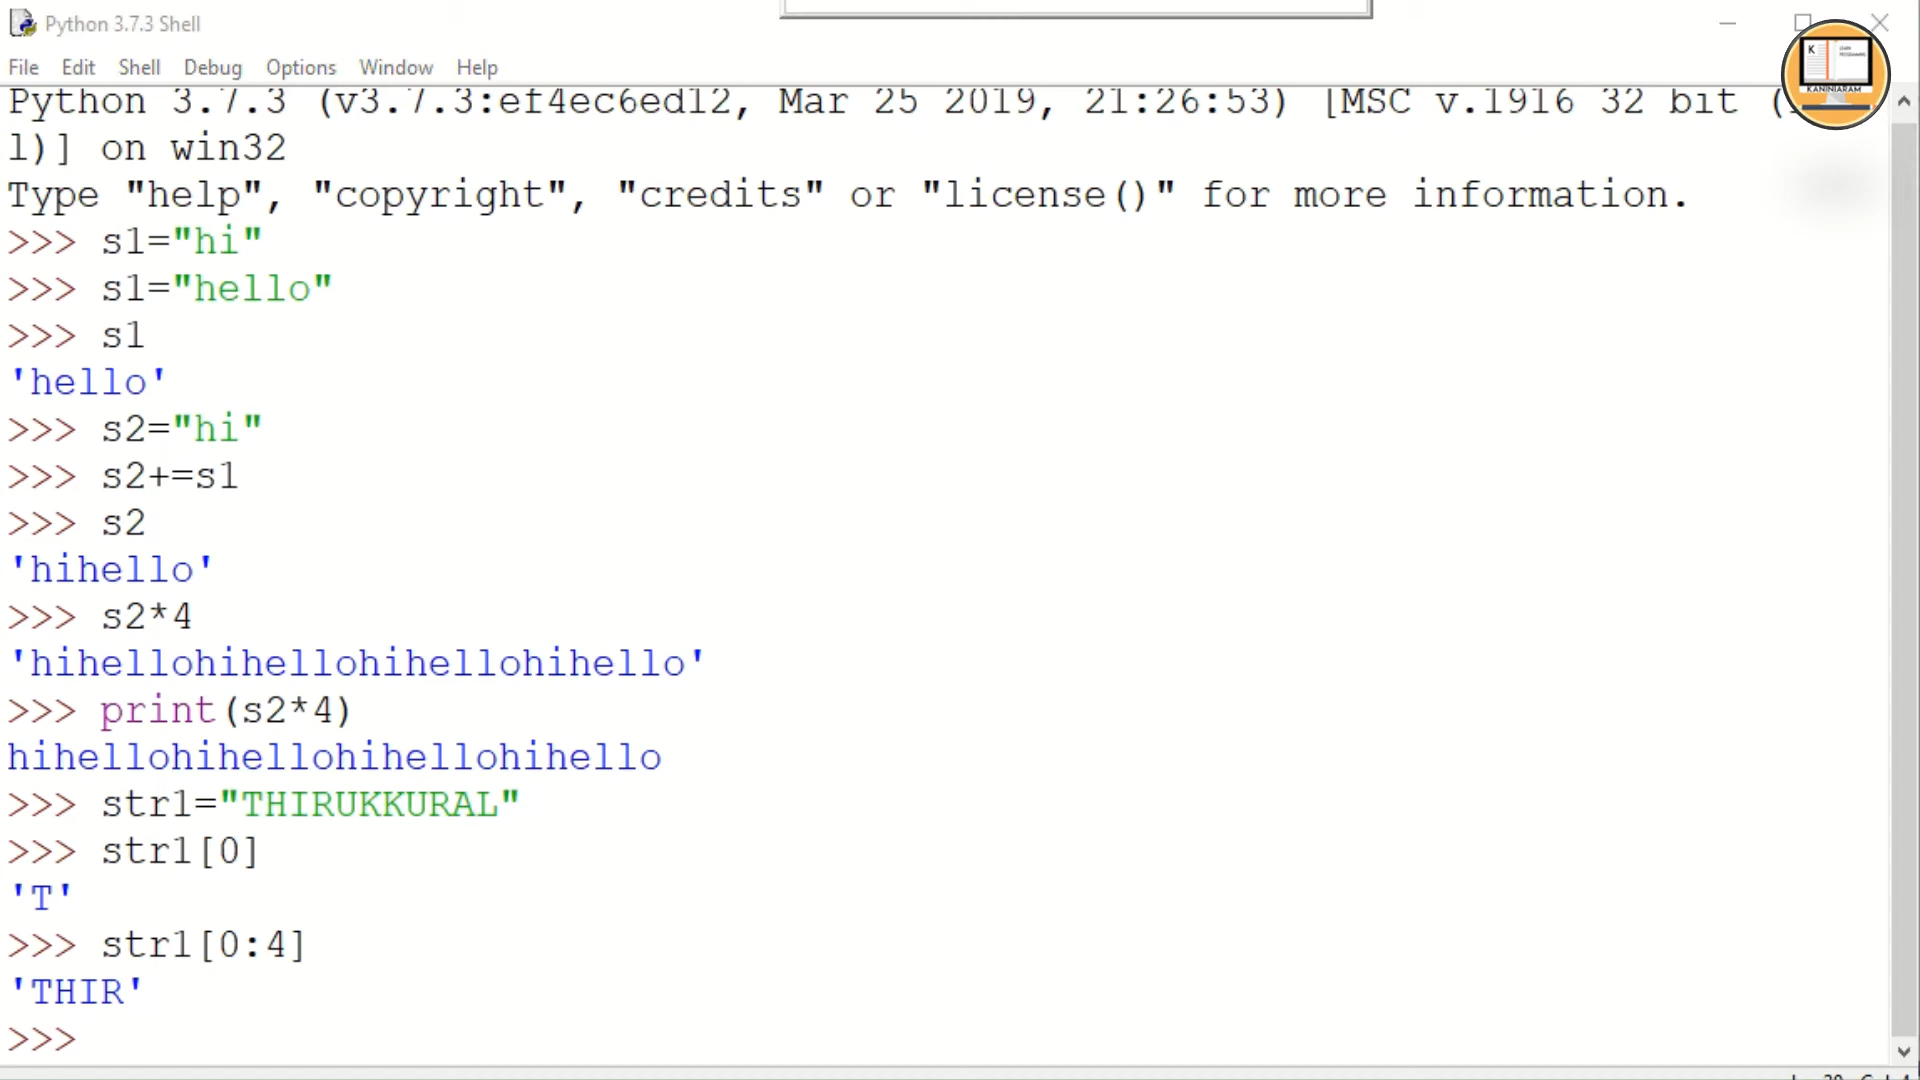 Python 3.7.3 Shell
File Edit Shell Debug Options Window Help
Python 3.7.3 (v3.7.3:ef4ec6ed12, Mar 25 2019, 21:26:53) [MSC v.1916 32 bit (
l)] on win32
Type "help", "copyright", "credits" or "license()" for more information.
>>> s1="hi"
>>> s1="hello"
>>> s1
'hello'
>>> s2="hi"
>>> s2+=s1
>>> s2
'hihello'
>>> s2*4
'hihellohihellohihellohihello'
>>> print(s2*4)
hihellohihellohihellohihello
>>> str1="THIRUKKURAL"
>>> str1[0]
'T'
>>> str1[0:4]
'THIR'
>>>
K
KANINIARAM